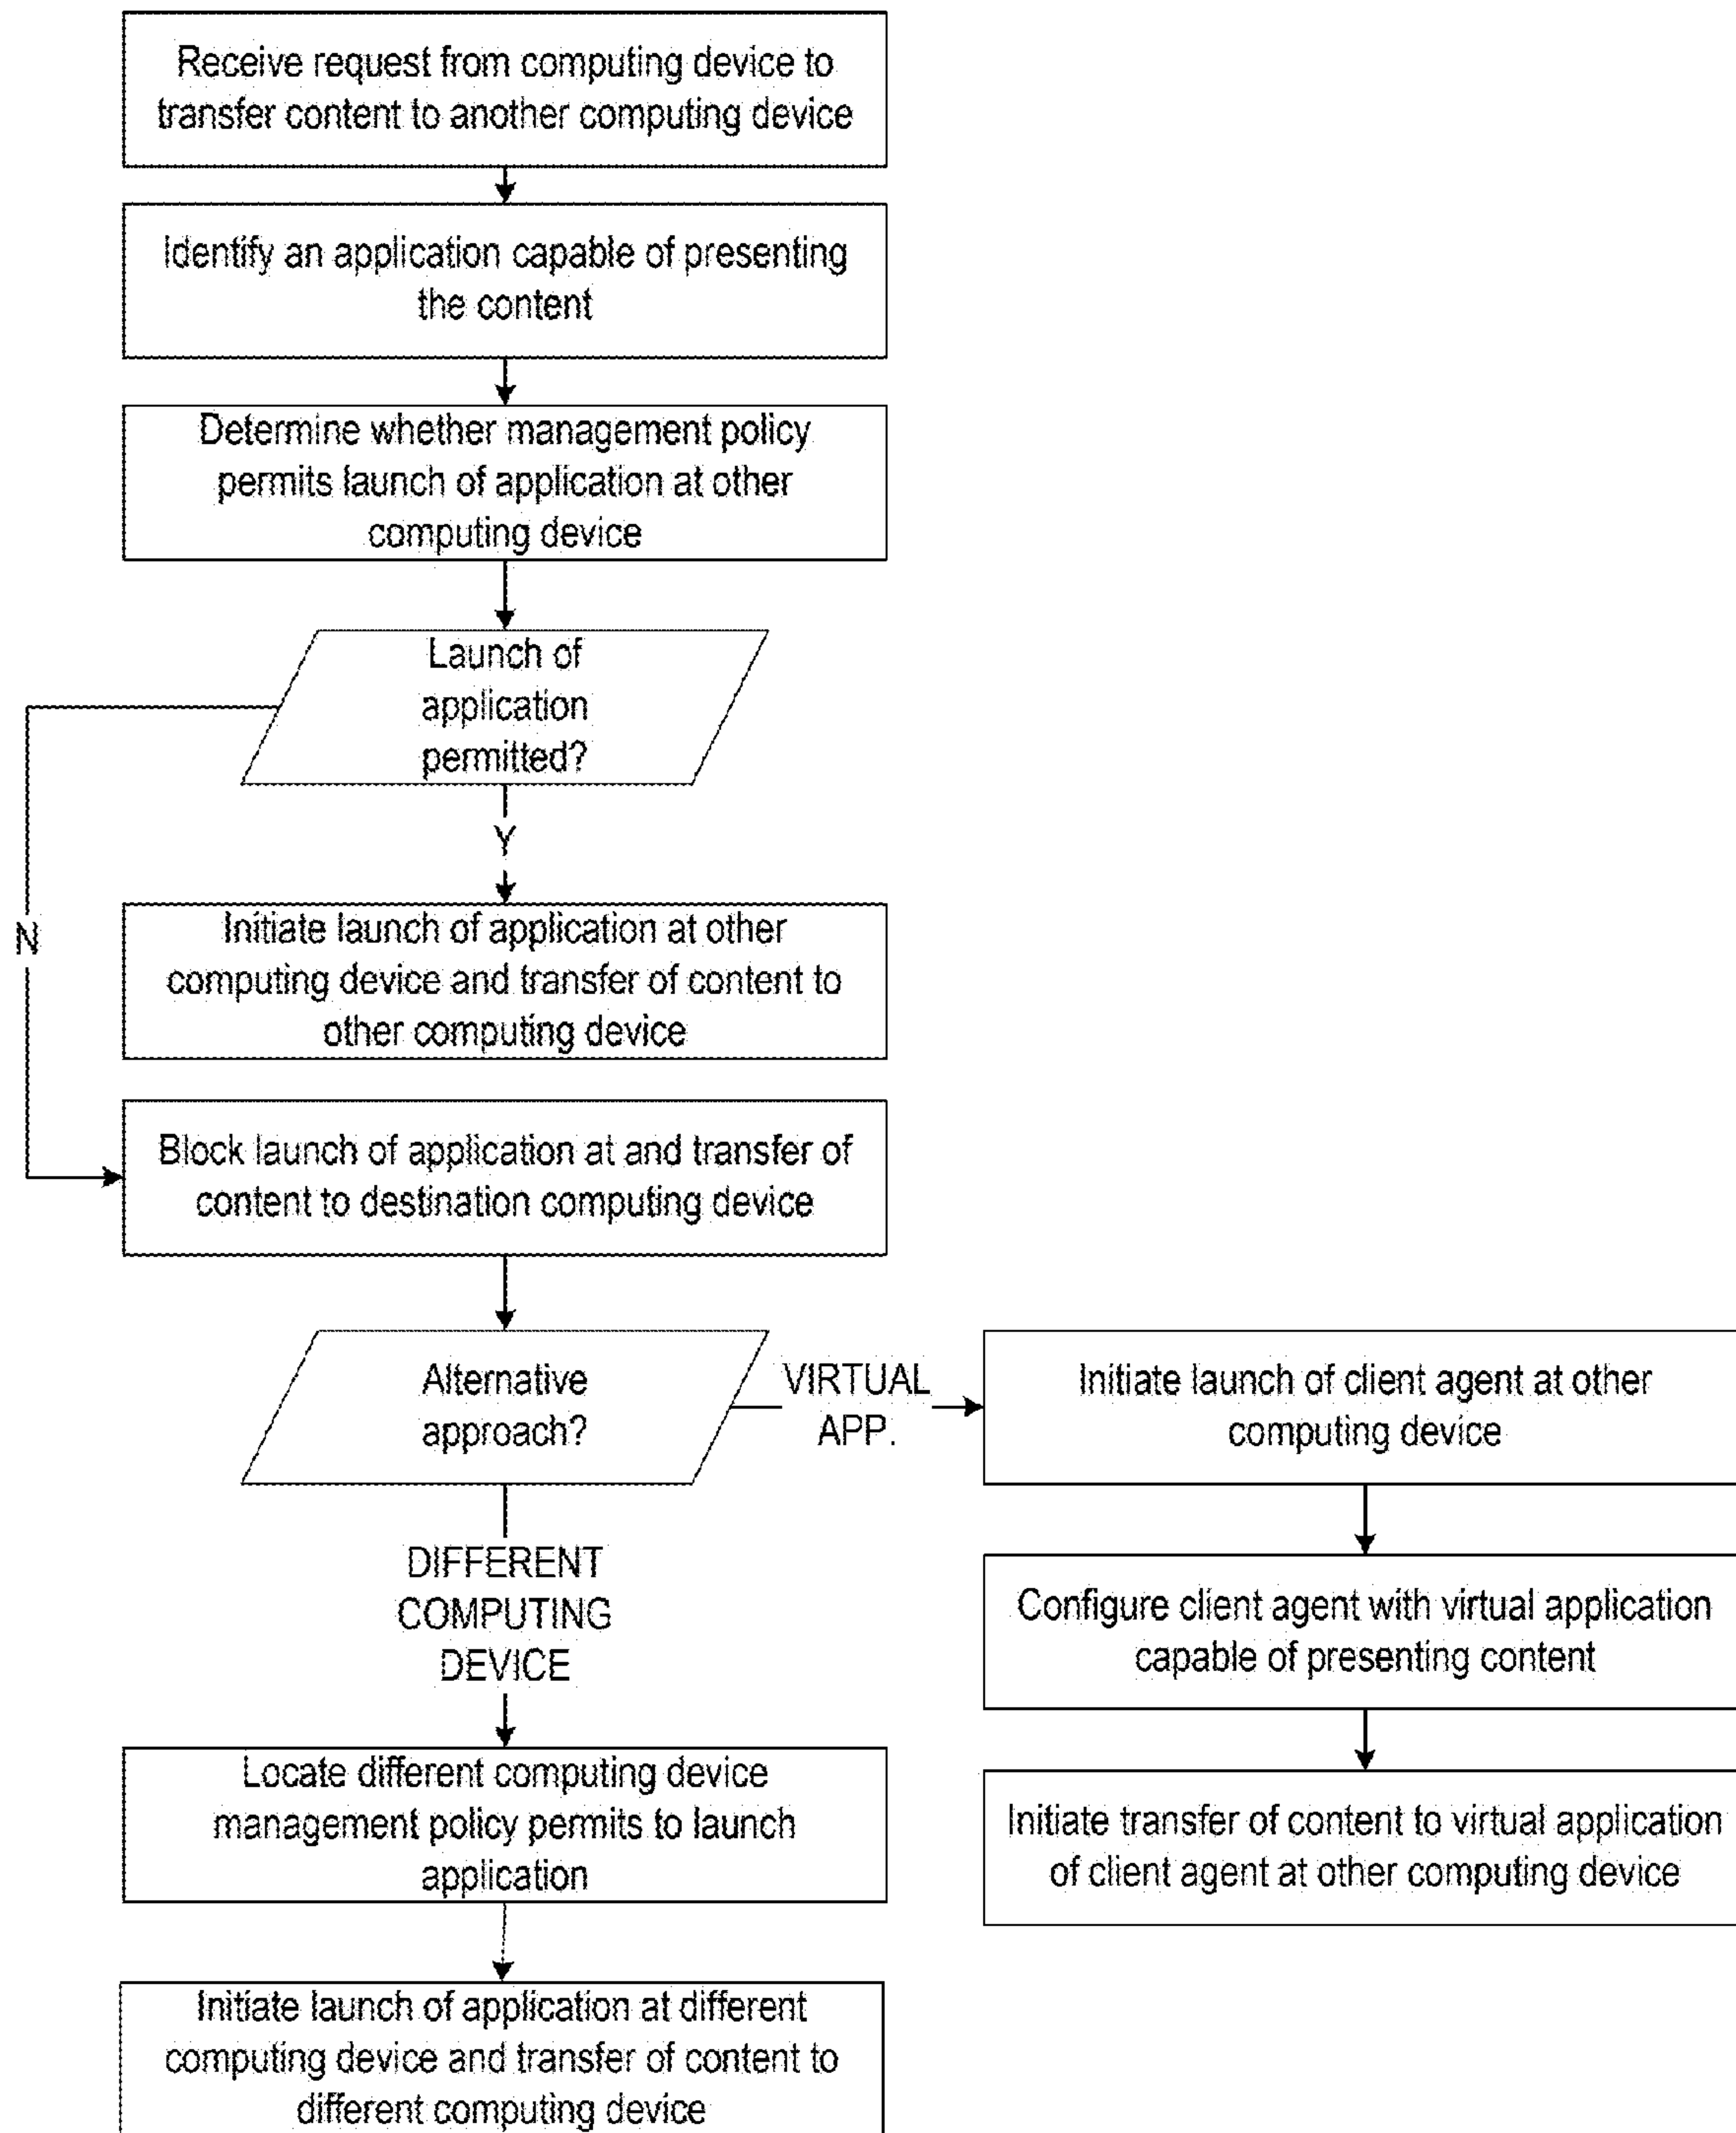 Receive request from computing device to
transfer content to another computing device
Identify an application capable of presenting
the content
Determine whether management policy
permits launch of application at other
computing device
Launch of
application
permitted?
Y
N
Initiate launch of application at other
computing device and transfer of content to
other computing device
Block launch of application at and transfer of
content to destination computing device
Alternative
approach?
VIRTUAL
APP.
Initiate launch of client agent at other
computing device
Configure client agent with virtual application
capable of presenting content
Initiate transfer of content to virtual application
of client agent at other computing device
DIFFERENT
COMPUTING
DEVICE
Locate different computing device
management policy permits to launch
application
Initiate launch of application at different
computing device and transfer of content to
different computing device